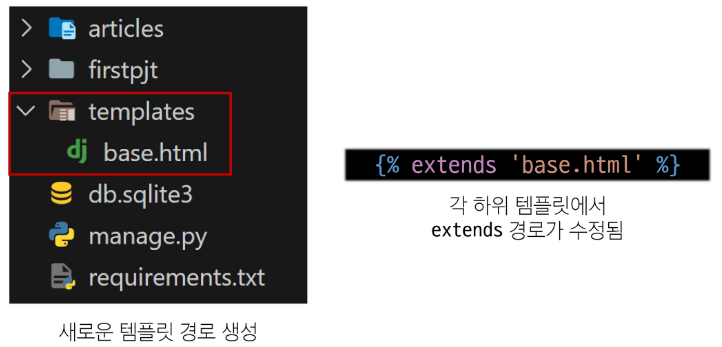 articles
firstpjt
templates
dj base.html
db.sqlite3
manage.py
requirements.txt
새로운 템플릿 경로 생성
{% extends 'base.html' %}
각 하위 템플릿에서
extends 경로가 수정됨